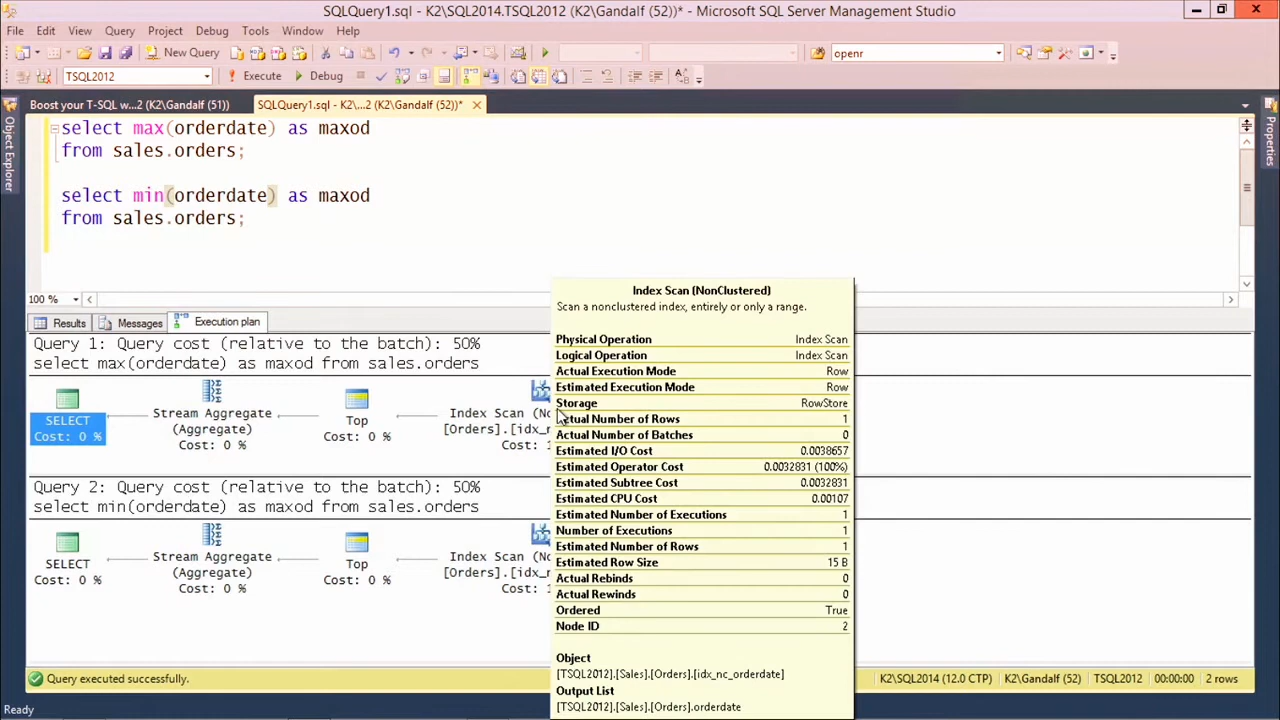 SQLQuery1.sql - K2\SQL2014.TSQL2012 (K2\Gandalf (52))* - Microsoft SQL Server Management Studio
File Edit View Query Project Debug Tools Window Help
New Query openr
TSQL2012 Execute Debug
Boost your T-SQL w...2 (K2\Gandalf (51)) SQLQuery1.sql - K2\...2 (K2\Gandalf (52))*
Object Explorer
Properties
select max(orderdate) as maxod
from sales.orders;
select min(orderdate) as maxod
from sales.orders;
100 %
Results Messages Execution plan
Query 1: Query cost (relative to the batch): 50%
select max(orderdate) as maxod from sales.orders
SELECT
Cost: 0 %
Stream Aggregate
(Aggregate)
Cost: 0 %
Top
Cost: 0 %
Index Scan (No
[Orders].[idx_n
Cost: 1
Query 2: Query cost (relative to the batch): 50%
select min(orderdate) as maxod from sales.orders
SELECT
Cost: 0 %
Stream Aggregate
(Aggregate)
Cost: 0 %
Top
Cost: 0 %
Index Scan (No
[Orders].[idx_n
Cost: 1
Index Scan (NonClustered)
Scan a nonclustered index, entirely or only a range.
Physical Operation Index Scan
Logical Operation Index Scan
Actual Execution Mode Row
Estimated Execution Mode Row
Storage RowStore
Actual Number of Rows 1
Actual Number of Batches 0
Estimated I/O Cost 0.0038657
Estimated Operator Cost 0.0032831 (100%)
Estimated Subtree Cost 0.0032831
Estimated CPU Cost 0.00107
Estimated Number of Executions 1
Number of Executions 1
Estimated Number of Rows 1
Estimated Row Size 15 B
Actual Rebinds 0
Actual Rewinds 0
Ordered True
Node ID 2
Object
[TSQL2012].[Sales].[Orders].[idx_nc_orderdate]
Output List
[TSQL2012].[Sales].[Orders].orderdate
Query executed successfully. K2\SQL2014 (12.0 CTP) K2\Gandalf (52) TSQL2012 00:00:00 2 rows
Ready